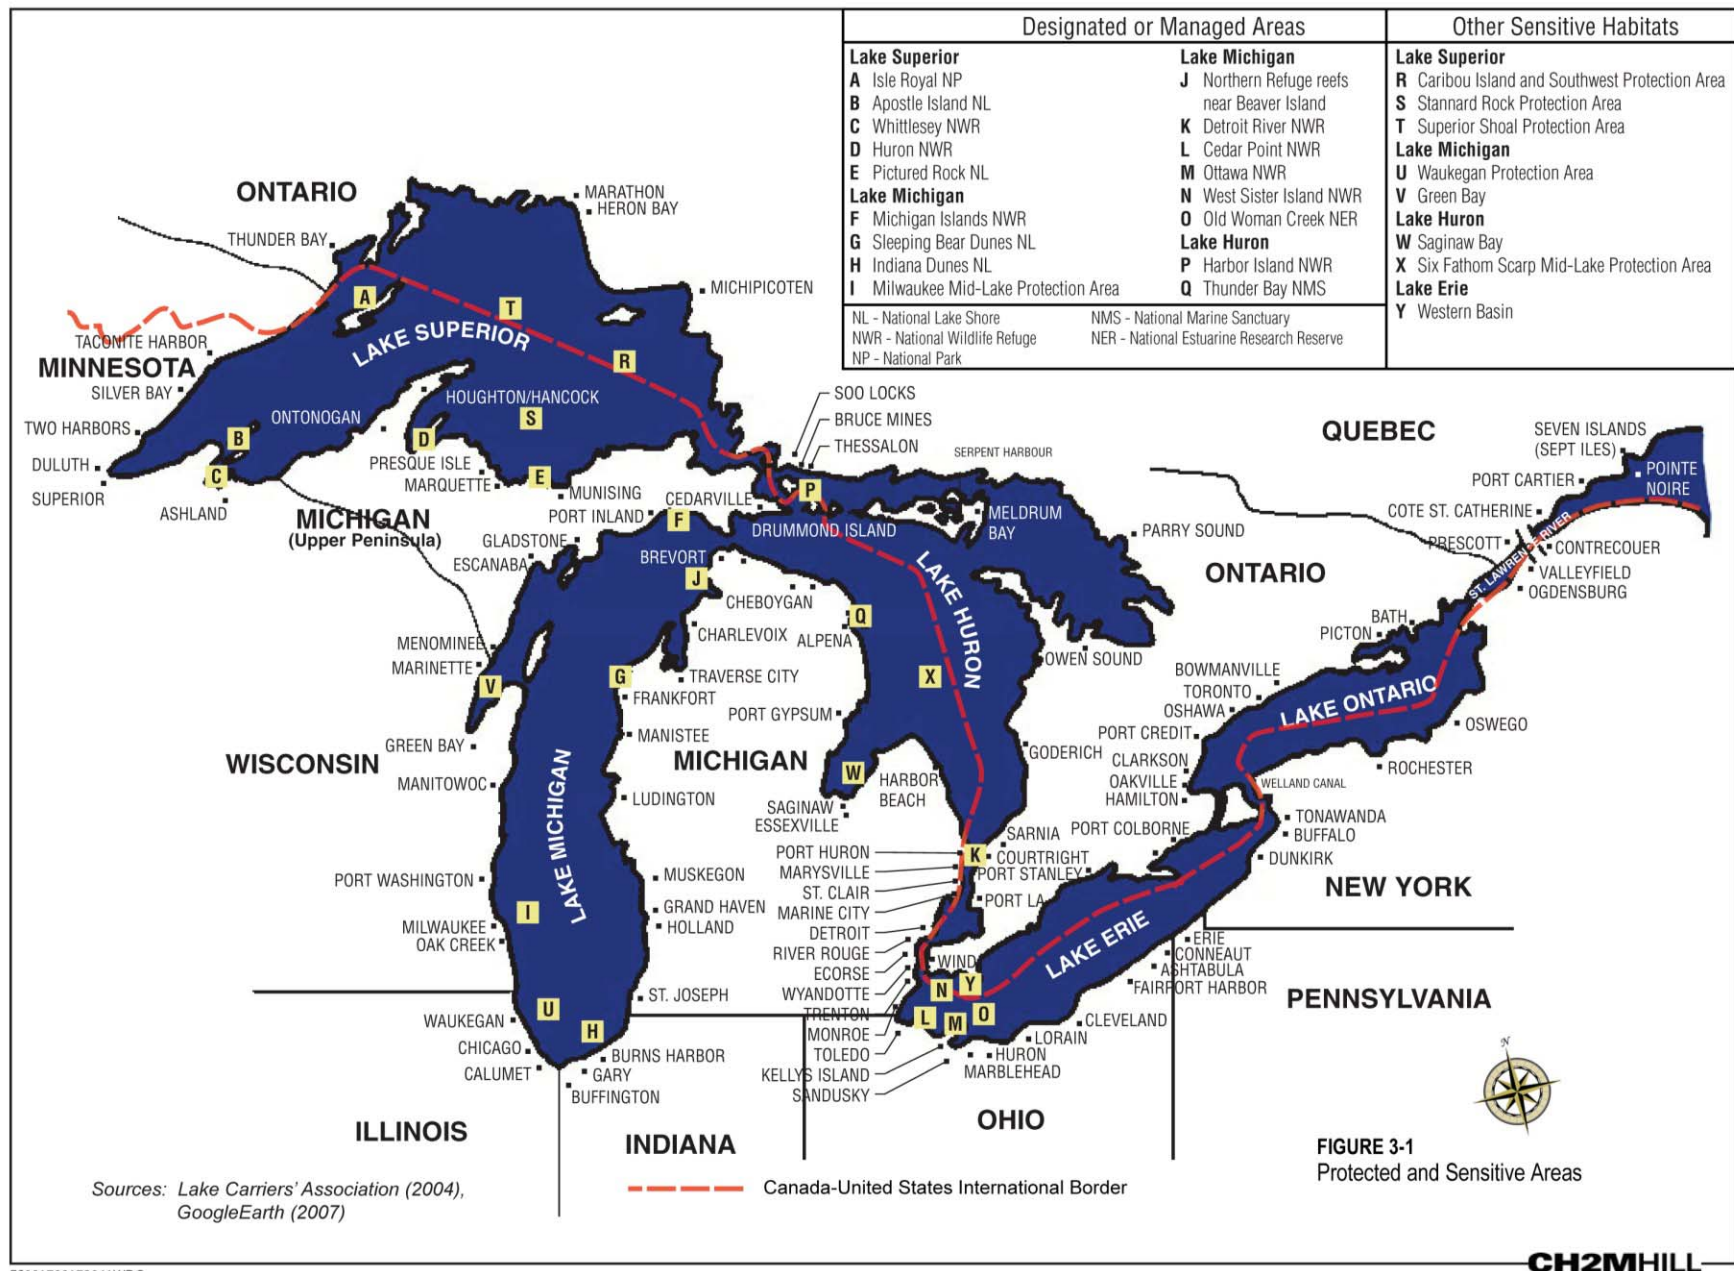 Designated or Managed Areas
Other Sensitive Habitats
Lake Superior
A Isle Royal NP
B Apostle Island NL
C Whittlesey NWR
D Huron NWR
E Pictured Rock NL
Lake Michigan
F Michigan Islands NWR
G Sleeping Bear Dunes NL
H Indiana Dunes NL
I Milwaukee Mid-Lake Protection Area
Lake Michigan
J Northern Refuge reefs
near Beaver Island
K Detroit River NWR
L Cedar Point NWR
M Ottawa NWR
N West Sister Island NWR
O Old Woman Creek NER
Lake Huron
P Harbor Island NWR
Q Thunder Bay NMS
Lake Superior
R Caribou Island and Southwest Protection Area
S Stannard Rock Protection Area
T Superior Shoal Protection Area
Lake Michigan
U Waukegan Protection Area
V Green Bay
Lake Huron
W Saginaw Bay
X Six Fathom Scarp Mid-Lake Protection Area
Lake Erie
Y Western Basin
NL - National Lake Shore
NWR - National Wildlife Refuge
NP - National Park
NMS - National Marine Sanctuary
NER - National Estuarine Research Reserve
ONTARIO
MARATHON
HERON BAY
THUNDER BAY
MICHIPICOTEN
A
T
LAKE SUPERIOR
R
TACONITE HARBOR
MINNESOTA
SILVER BAY
HOUGHTON/HANCOCK
ONTONOGAN
S
TWO HARBORS
B
D
DULUTH
SUPERIOR
C
ASHLAND
PRESQUE ISLE
MARQUETTE
E
MUNISING
MICHIGAN
(Upper Peninsula)
PORT INLAND
CEDARVILLE
F
SOO LOCKS
BRUCE MINES
THESSALON
P
SERPENT HARBOUR
DRUMMOND ISLAND
MELDRUM
BAY
PARRY SOUND
ONTARIO
QUEBEC
SEVEN ISLANDS
(SEPT ILES)
POINTE
NOIRE
PORT CARTIER
COTE ST. CATHERINE
PRESCOTT
ST. LAWRENCE RIVER
CONTRECOUER
VALLEYFIELD
OGDENSBURG
GLADSTONE
ESCANABA
BREVORT
J
CHEBOYGAN
CHARLEVOIX
ALPENA
Q
LAKE HURON
X
OWEN SOUND
MENOMINEE
MARINETTE
V
G
TRAVERSE CITY
FRANKFORT
PORT GYPSUM
MANISTEE
GREEN BAY
WISCONSIN
MICHIGAN
MANITOWOC
LAKE MICHIGAN
LUDINGTON
W
HARBOR
BEACH
SAGINAW
ESSEXVILLE
GODERICH
BATH
PICTON
BOWMANVILLE
TORONTO
OSHAWA
LAKE ONTARIO
PORT CREDIT
OSWEGO
CLARKSON
OAKVILLE
HAMILTON
ROCHESTER
WELLAND CANAL
TONAWANDA
BUFFALO
PORT COLBORNE
DUNKIRK
NEW YORK
SARNIA
PORT HURON
K
COURTRIGHT
MARYSVILLE
PORT STANLEY
ST. CLAIR
MARINE CITY
PORT LA
DETROIT
RIVER ROUGE
ECORSE
WIND
WYANDOTTE
TRENTON
MONROE
TOLEDO
KELLYS ISLAND
SANDUSKY
N
Y
L
M
O
LAKE ERIE
ERIE
CONNEAUT
ASHTABULA
FAIRPORT HARBOR
CLEVELAND
LORAIN
HURON
MARBLEHEAD
PENNSYLVANIA
PORT WASHINGTON
MUSKEGON
I
GRAND HAVEN
MILWAUKEE
HOLLAND
OAK CREEK
ST. JOSEPH
U
WAUKEGAN
H
CHICAGO
BURNS HARBOR
CALUMET
GARY
BUFFINGTON
ILLINOIS
INDIANA
OHIO
N
FIGURE 3-1
Protected and Sensitive Areas
Sources: Lake Carriers' Association (2004),
GoogleEarth (2007)
Canada-United States International Border
CH2MHILL